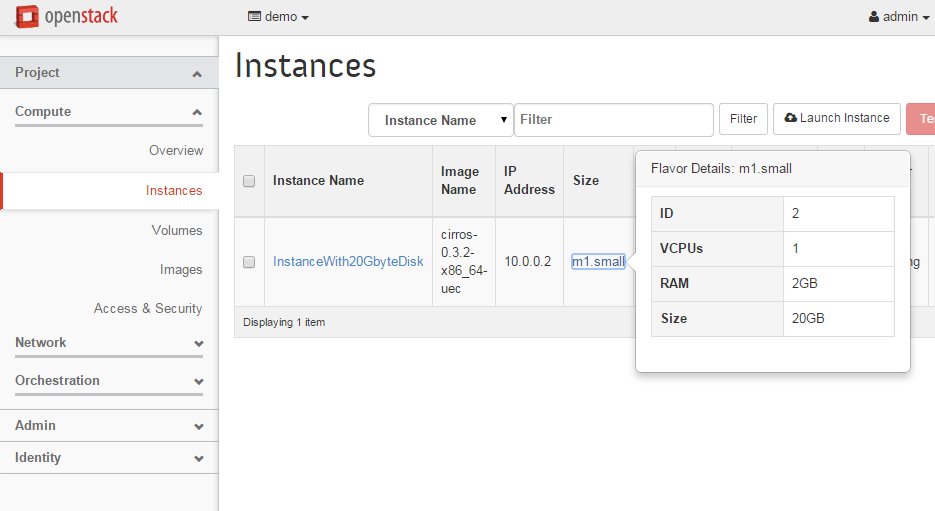 openstack
demo
admin
Project
Compute
Overview
Instances
Volumes
Images
Access & Security
Network
Orchestration
Admin
Identity
Instances
Instance Name
Filter
Filter
Launch Instance
Te
Instance Name
Image
Name
IP
Address
Size
InstanceWith20GbyteDisk
cirros-
0.3.2-
x86_64-
uec
10.0.0.2
m1.small
ng
Displaying 1 item
Flavor Details: m1.small
ID 2
VCPUs 1
RAM 2GB
Size 20GB